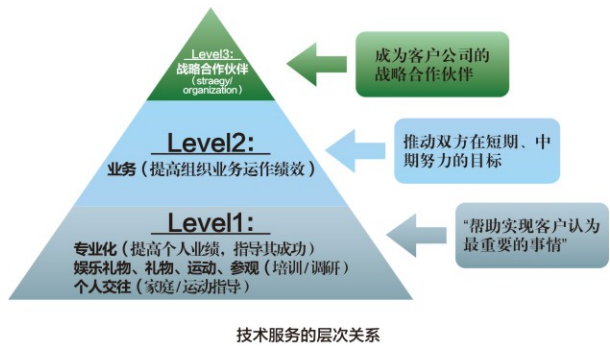 Level3:
战略合作伙伴
(straegy/
organization)
成为客户公司的
战略合作伙伴
Level2:
业务（提高组织业务运作绩效）
推动双方在短期、中
期努力的目标
Level1:
专业化（提高个人业绩，指导其成功）
娱乐礼物、礼物、运动、参观（培训/调研）
个人交往（家庭/运动指导）
“帮助实现客户认为
最重要的事情”
技术服务的层次关系